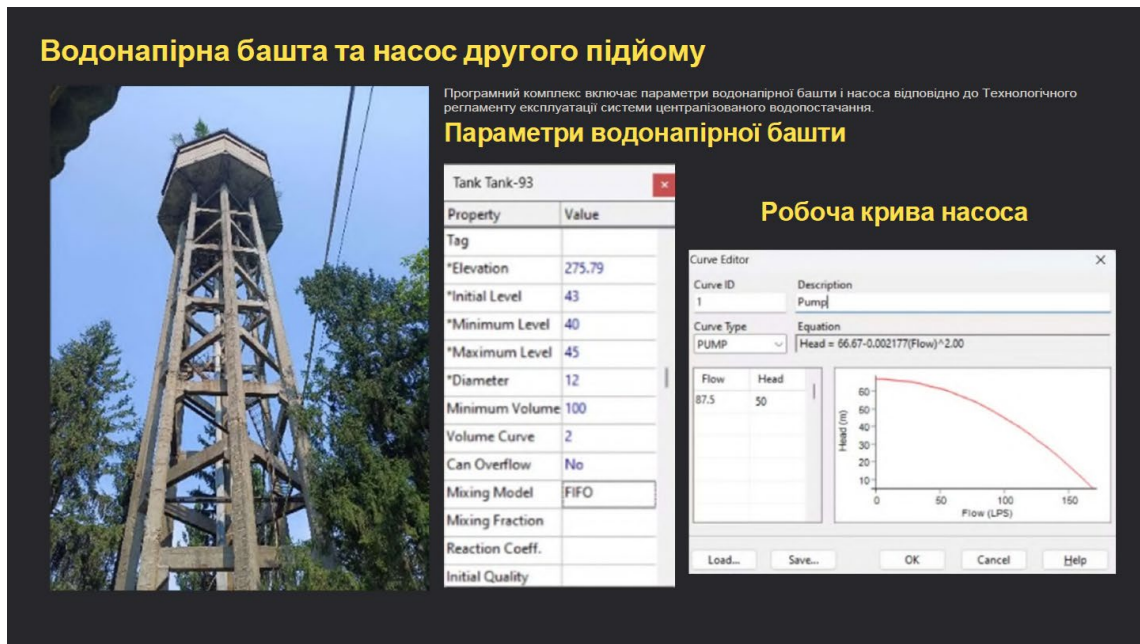 Водонапірна башта та насос другого підйому
Програмний комплекс включає параметри водонапірної башти і насоса відповідно до Технологічного
регламенту експлуатації системи централізованого водопостачання.
Параметри водонапірної башти
Tank Tank-93
Property Value
Tag
*Elevation 275.79
*Initial Level 43
*Minimum Level 40
*Maximum Level 45
*Diameter 12
Minimum Volume 100
Volume Curve 2
Can Overflow No
Mixing Model FIFO
Mixing Fraction
Reaction Coeff.
Initial Quality
Робоча крива насоса
Curve Editor
Curve ID Description
1 Pump
Curve Type Equation
PUMP Head = 66.67-0.002177(Flow)^2.00
Flow Head
87.5 50
60
60
40
30
20
10
Head (m)
0 50 100 150
Flow (LPS)
Load... Save... OK Cancel Help